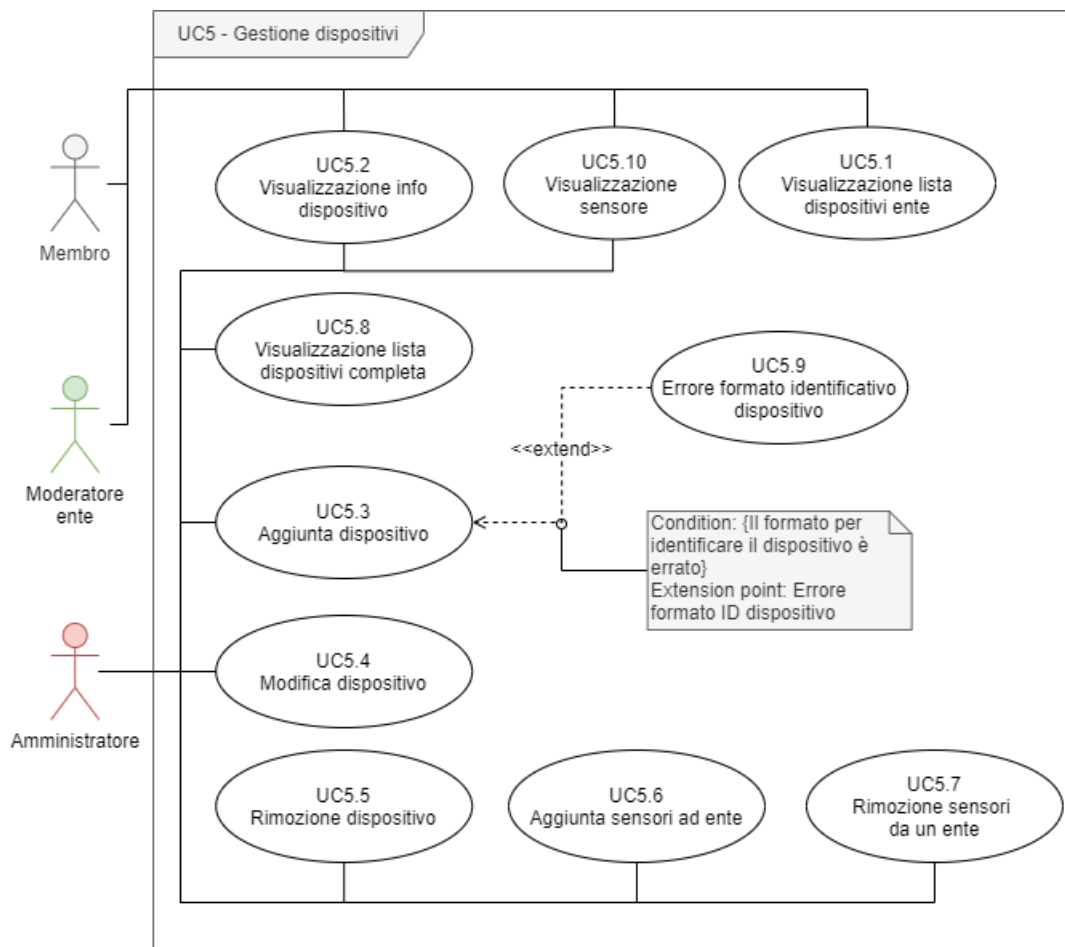 UC5 - Gestione dispositivi
UC5.2
Visualizzazione info
dispositivo
UC5.10
Visualizzazione
sensore
UC5.1
Visualizzazione lista
dispositivi ente
Membro
UC5.8
Visualizzazione lista
dispositivi completa
UC5.9
Errore formato identificativo
dispositivo
<<extend>>
Moderatore
ente
UC5.3
Aggiunta dispositivo
Condition: {Il formato per
identificare il dispositivo è
errato}
Extension point: Errore
formato ID dispositivo
UC5.4
Modifica dispositivo
Amministratore
UC5.5
Rimozione dispositivo
UC5.6
Aggiunta sensori ad ente
UC5.7
Rimozione sensori
da un ente